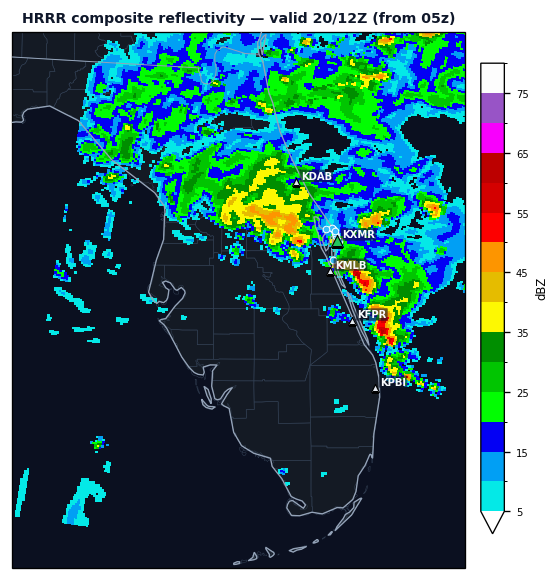 HRRR composite reflectivity — valid 20/12Z (from 05z)
KDAB
KXMR
KMLB
KFPR
KPBI
75
65
55
45
35
25
15
5
dBZ